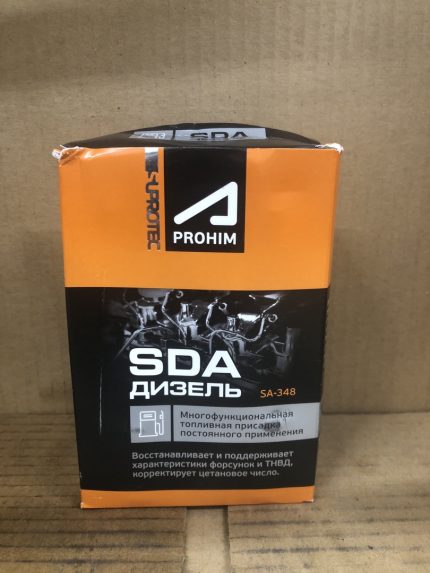 SDA
SUPROTEC
A
PROHIM
SDA
ДИЗЕЛЬ
SA-348
Многофункциональная
топливная присадка
постоянного применения
Восстанавливает и поддерживает
характеристики форсунок и ТНВД,
корректирует цетановое число.